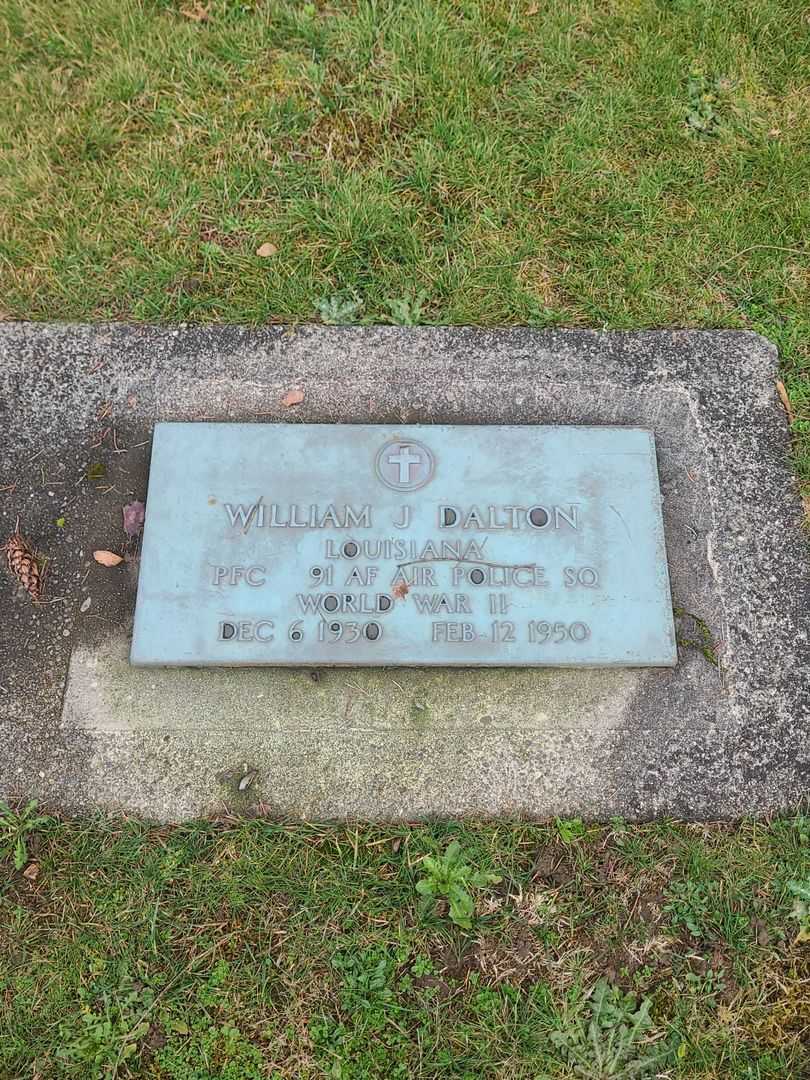 WILLIAM J DALTON
LOUISIANA
PFC 91 AF AIR POLICE SQ
WORLD WAR II
DEC 6 1930 FEB 12 1950